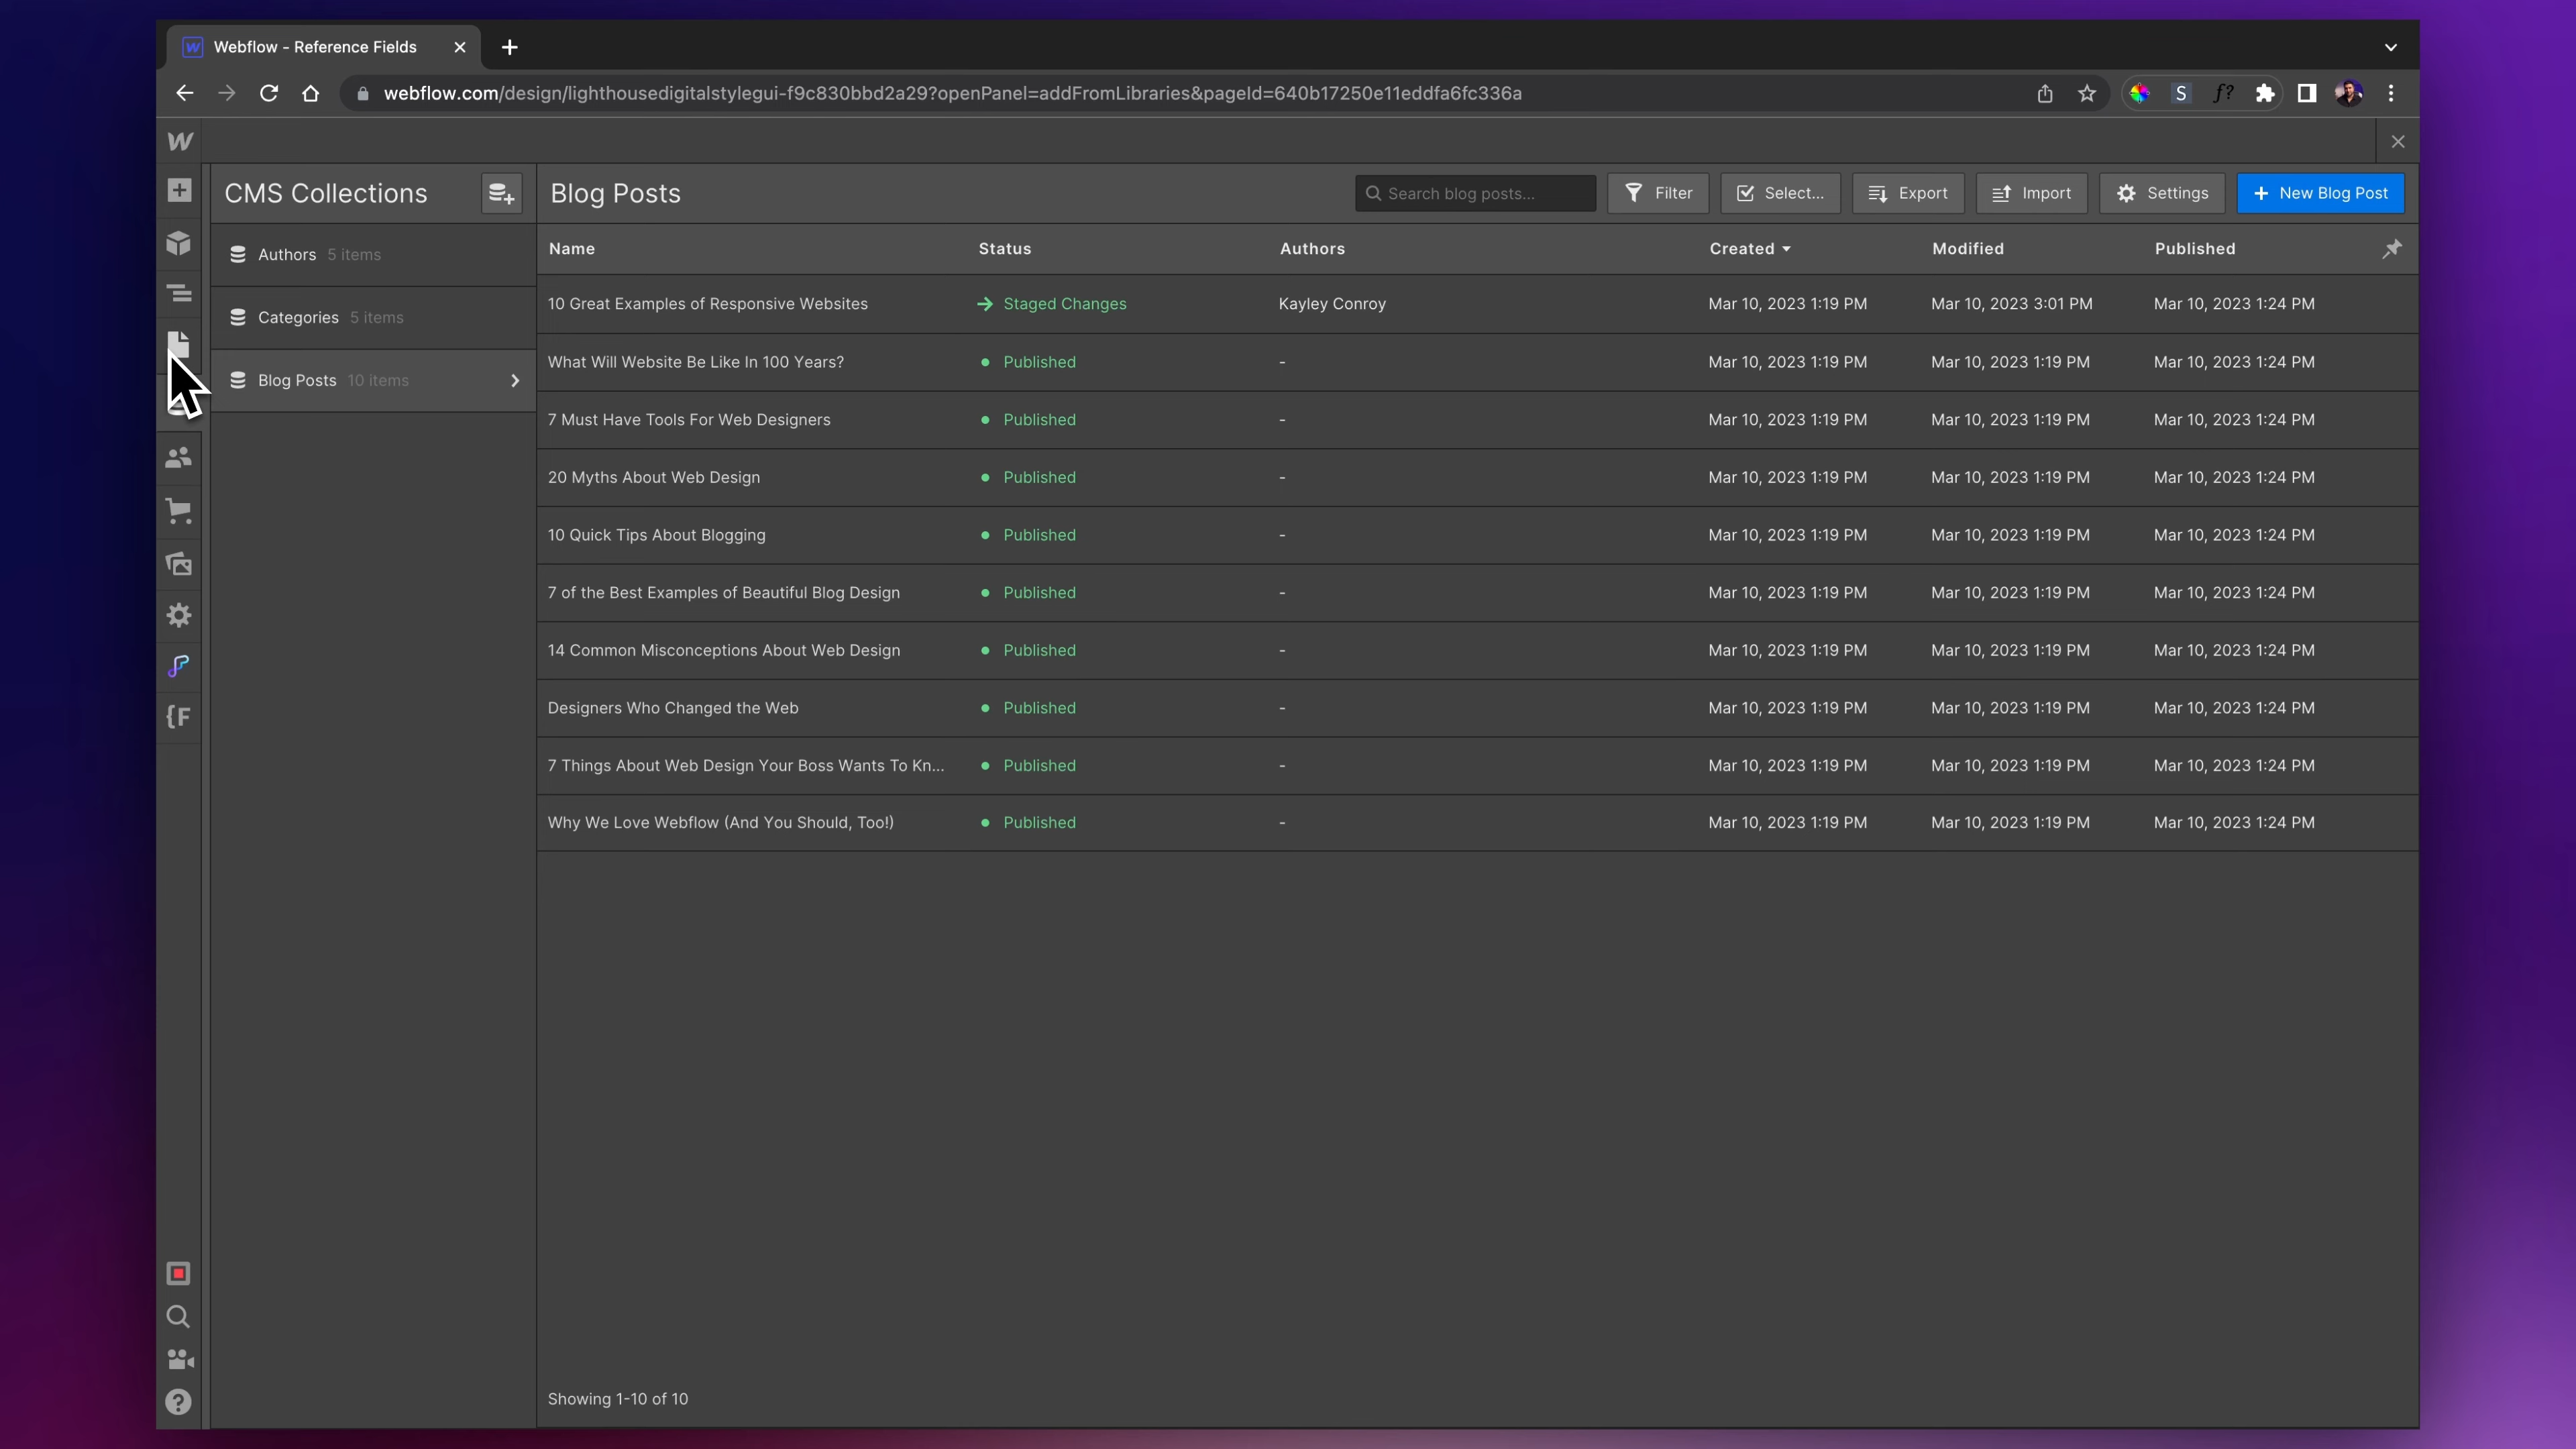 Webflow - Reference Fields
webflow.com/design/lighthousedigitalstylegui-f9c830bbd2a29?openPanel=addFromLibraries&pageId=640b17250e11eddfa6fc336a
S f?
W
CMS Collections
Blog Posts
Search blog posts...
Filter
Select...
Export
Import
Settings
+ New Blog Post
Authors 5 items
Categories 5 items
Blog Posts 10 items
Name Status Authors Created Modified Published
10 Great Examples of Responsive Websites Staged Changes Kayley Conroy Mar 10, 2023 1:19 PM Mar 10, 2023 3:01 PM Mar 10, 2023 1:24 PM
What Will Website Be Like In 100 Years? Published - Mar 10, 2023 1:19 PM Mar 10, 2023 1:19 PM Mar 10, 2023 1:24 PM
7 Must Have Tools For Web Designers Published - Mar 10, 2023 1:19 PM Mar 10, 2023 1:19 PM Mar 10, 2023 1:24 PM
20 Myths About Web Design Published - Mar 10, 2023 1:19 PM Mar 10, 2023 1:19 PM Mar 10, 2023 1:24 PM
10 Quick Tips About Blogging Published - Mar 10, 2023 1:19 PM Mar 10, 2023 1:19 PM Mar 10, 2023 1:24 PM
7 of the Best Examples of Beautiful Blog Design Published - Mar 10, 2023 1:19 PM Mar 10, 2023 1:19 PM Mar 10, 2023 1:24 PM
14 Common Misconceptions About Web Design Published - Mar 10, 2023 1:19 PM Mar 10, 2023 1:19 PM Mar 10, 2023 1:24 PM
Designers Who Changed the Web Published - Mar 10, 2023 1:19 PM Mar 10, 2023 1:19 PM Mar 10, 2023 1:24 PM
7 Things About Web Design Your Boss Wants To Kn... Published - Mar 10, 2023 1:19 PM Mar 10, 2023 1:19 PM Mar 10, 2023 1:24 PM
Why We Love Webflow (And You Should, Too!) Published - Mar 10, 2023 1:19 PM Mar 10, 2023 1:19 PM Mar 10, 2023 1:24 PM
{F
Showing 1-10 of 10